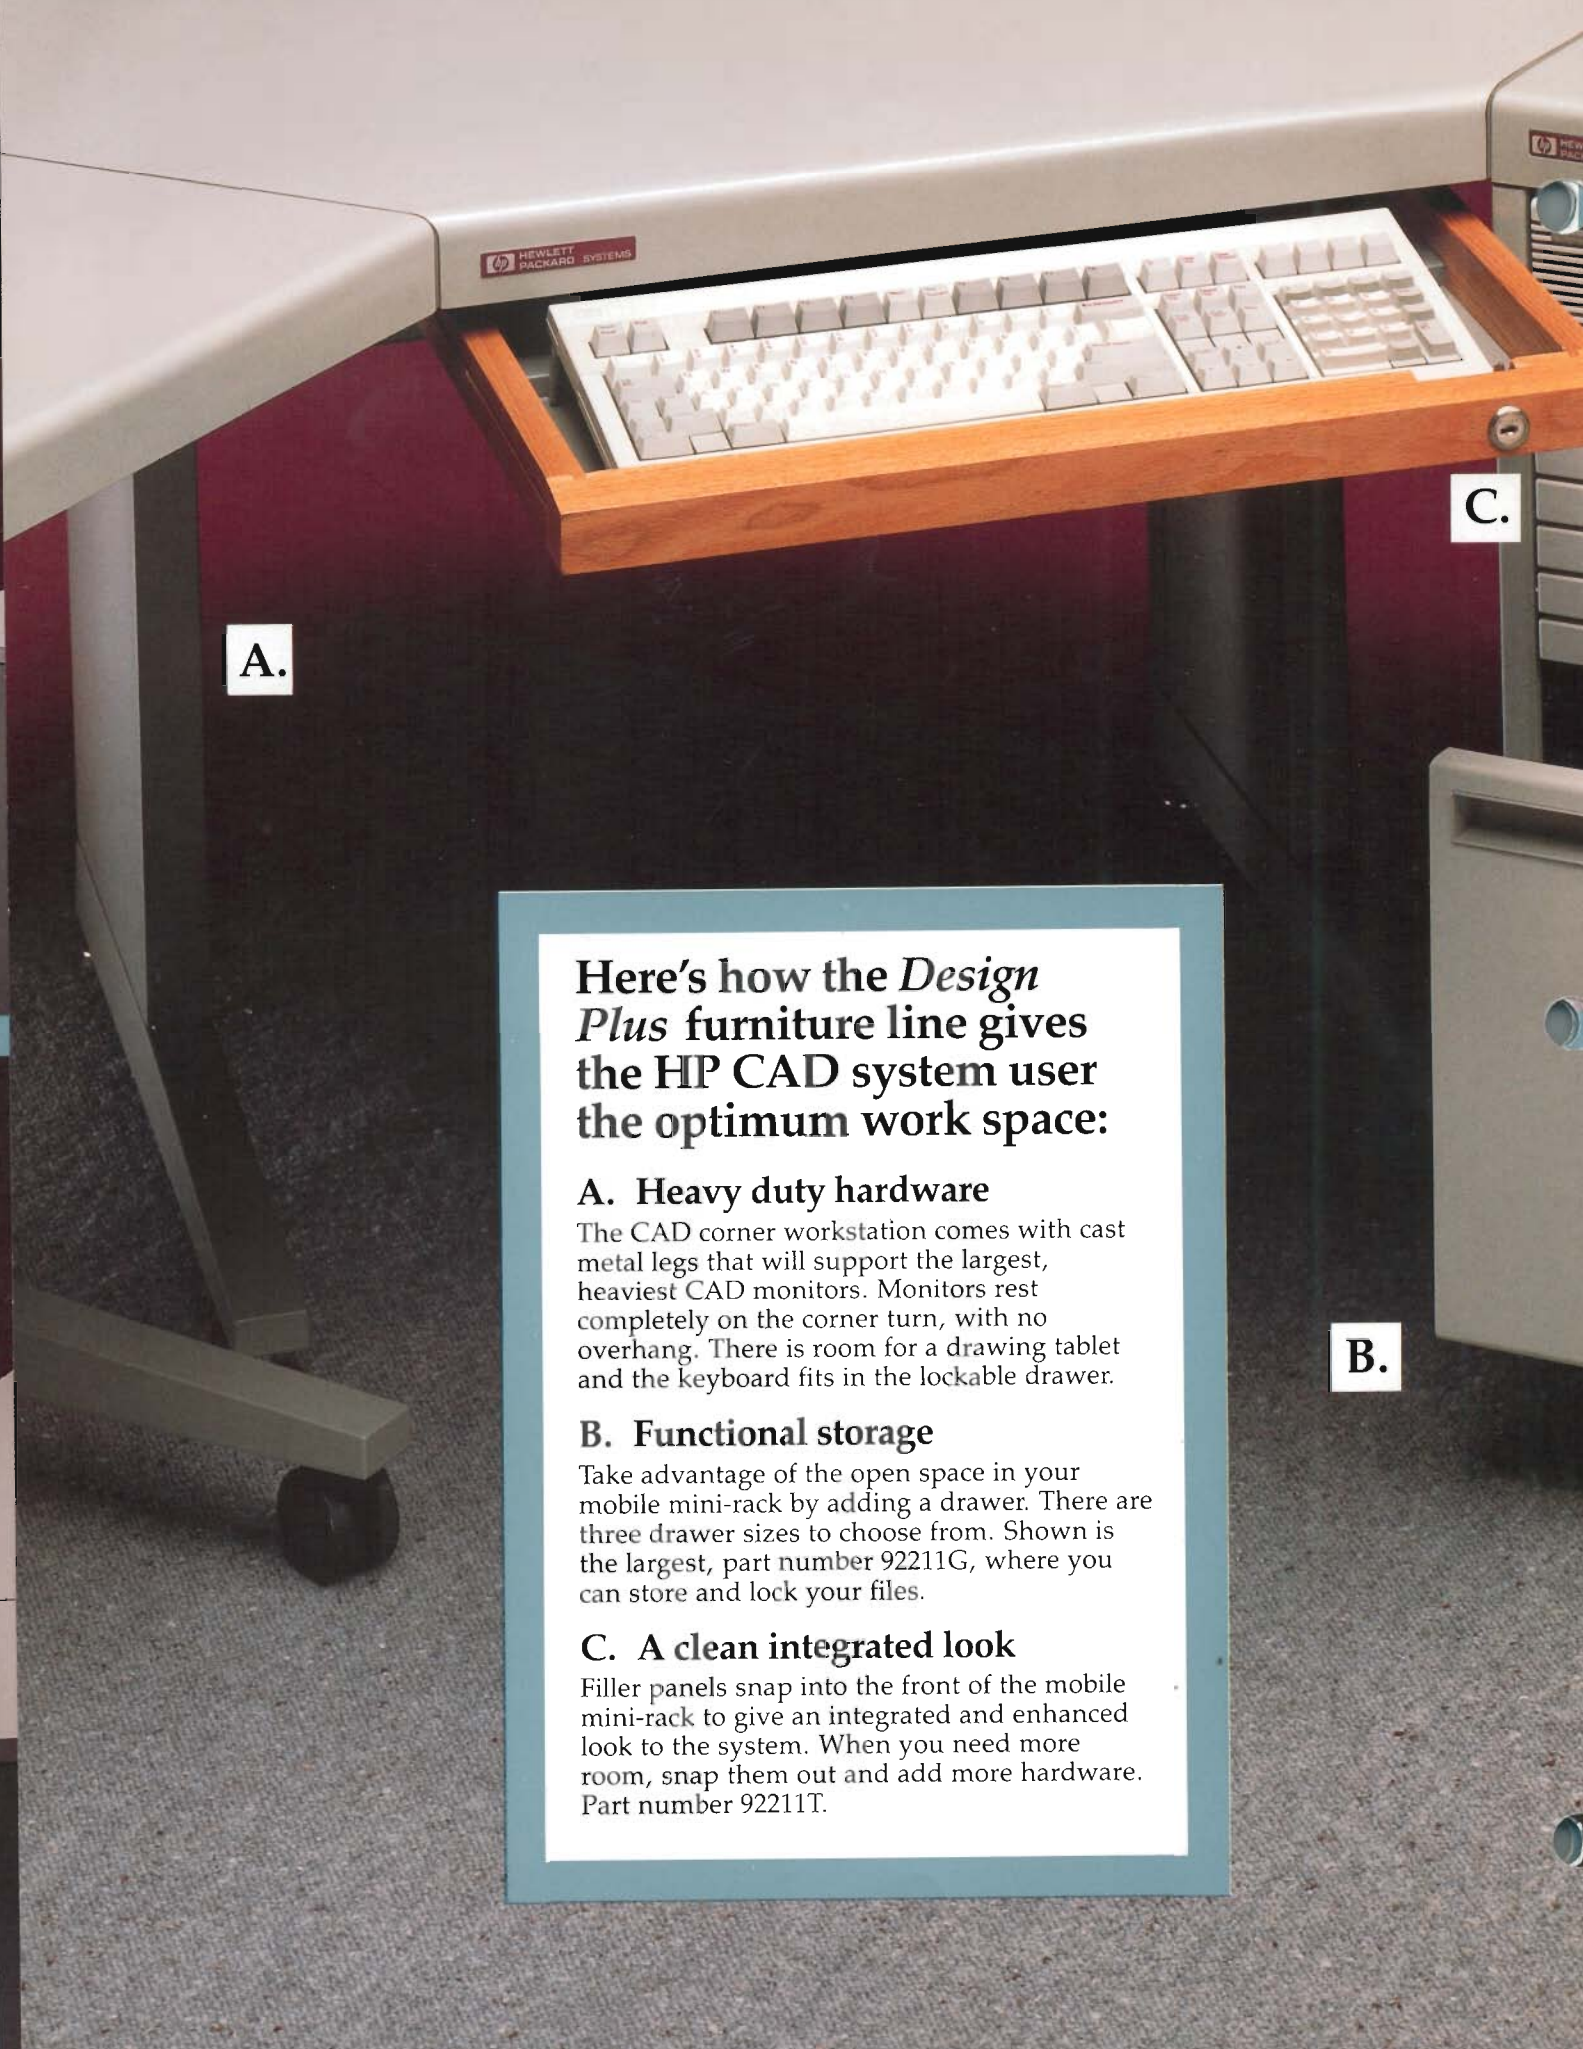 HEWLETT
PACKARD SYSTEMS
hp
HEW
PAC
C.
A.
B.
Here's how the Design
Plus furniture line gives
the HP CAD system user
the optimum work space:
A. Heavy duty hardware
The CAD corner workstation comes with cast
metal legs that will support the largest,
heaviest CAD monitors. Monitors rest
completely on the corner turn, with no
overhang. There is room for a drawing tablet
and the keyboard fits in the lockable drawer.
B. Functional storage
Take advantage of the open space in your
mobile mini-rack by adding a drawer. There are
three drawer sizes to choose from. Shown is
the largest, part number 92211G, where you
can store and lock your files.
C. A clean integrated look
Filler panels snap into the front of the mobile
mini-rack to give an integrated and enhanced
look to the system. When you need more
room, snap them out and add more hardware.
Part number 92211T.